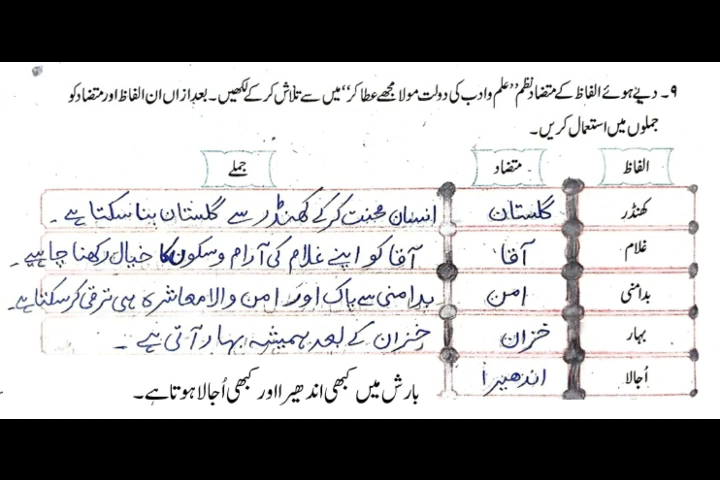 ۹۔ دیئے ہوئے الفاظ کے متضاد نظم ”علم و ادب کی دولت مولا مجھے عطا کر“ میں سے تلاش کر کے لکھیں۔ بعد ازاں ان الفاظ اور متضاد کو
جملوں میں استعمال کریں۔
الفاظ متضاد جملے
کھنڈر گلستان انسان محنت کر کے کھنڈر سے گلستان بنا سکتا ہے۔
غلام آقا آقا کو اپنے غلام کی آرام و سکون کا خیال رکھنا چاہیے۔
بدامنی امن بدامنی سے پاک اور امن والا معاشرہ ہی ترقی کر سکتا ہے۔
بہار خزان خزان کے بعد ہمیشہ بہار آتی ہے۔
اُجالا اندھیرا بارش میں کبھی اندھیرا اور کبھی اُجالا ہوتا ہے۔